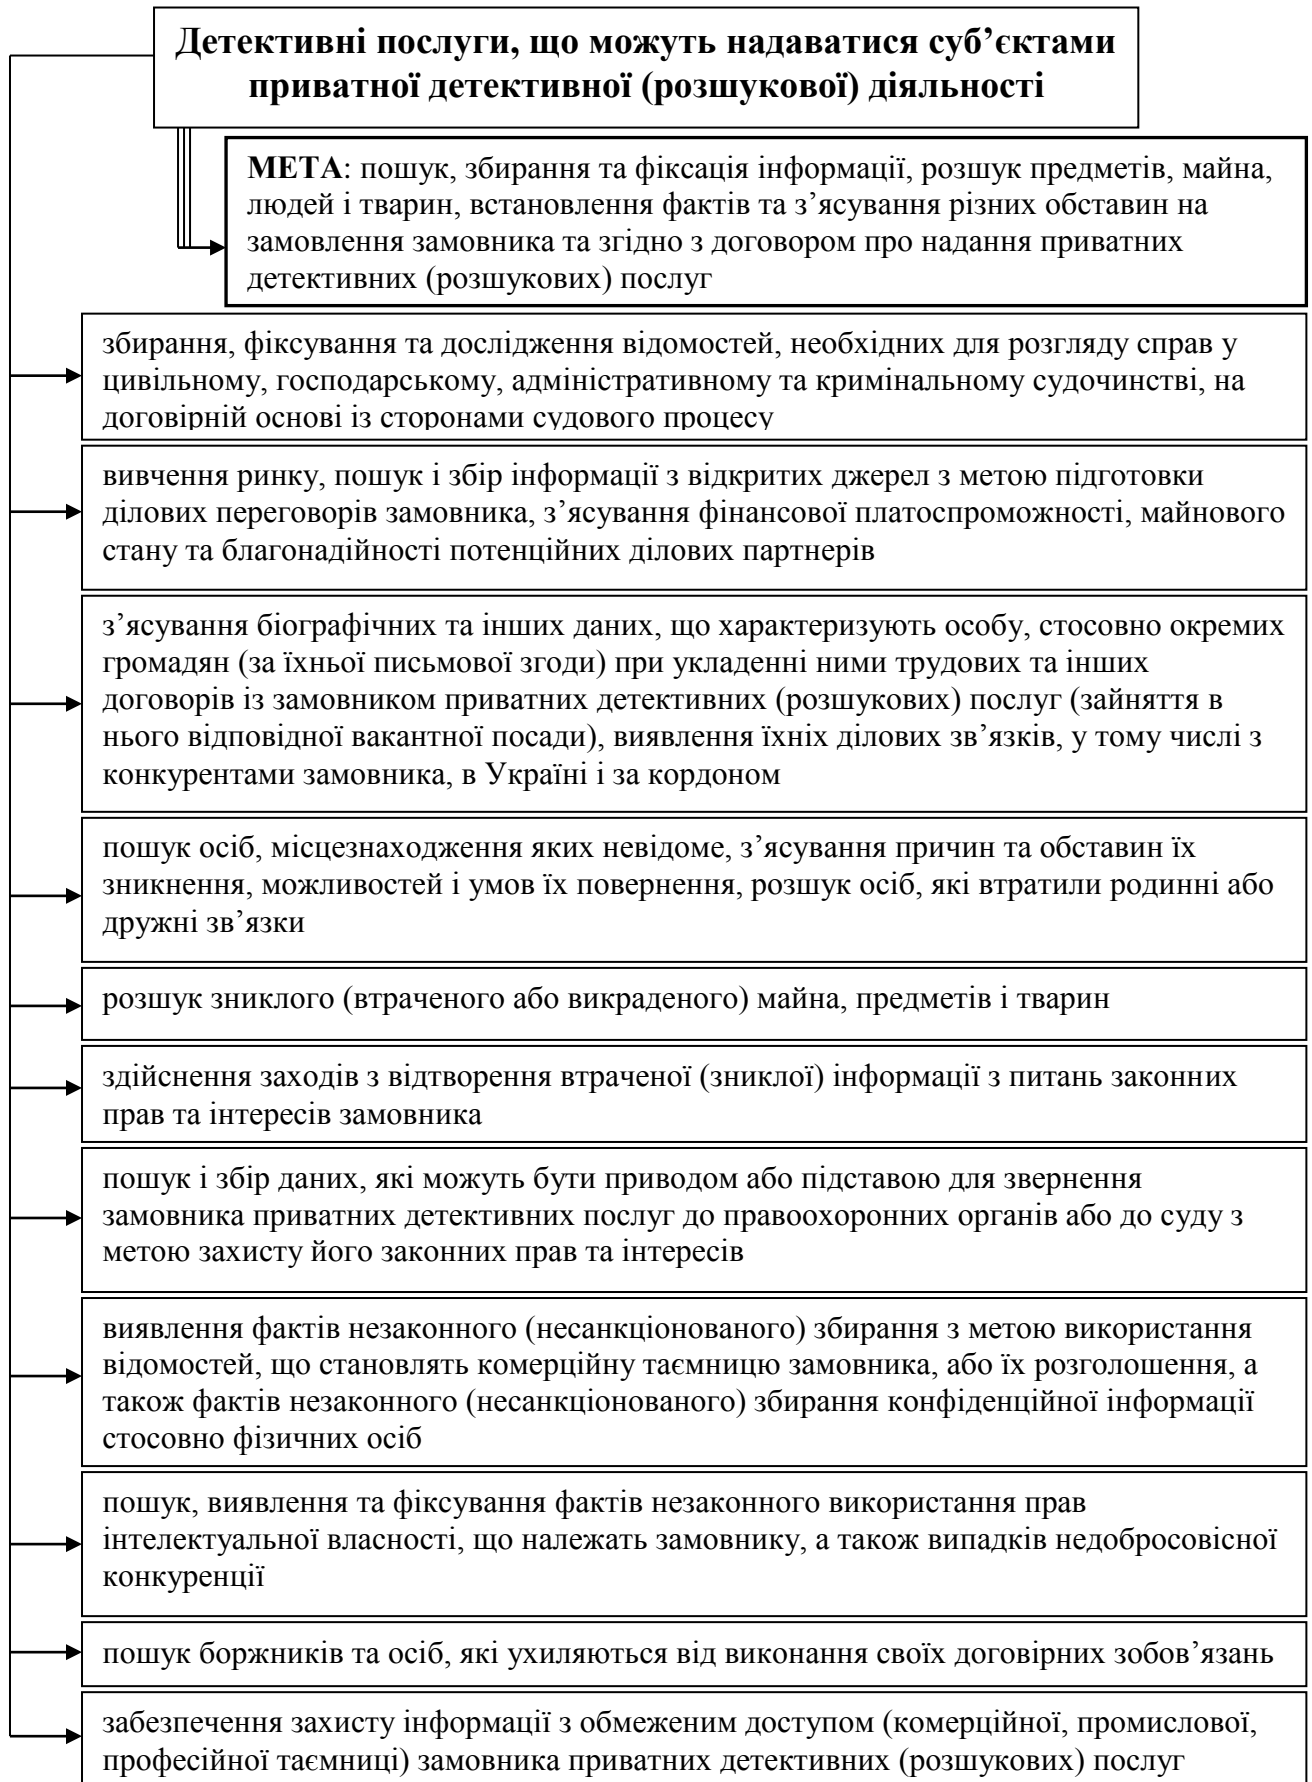 Детективні послуги, що можуть надаватися суб’єктами
приватної детективної (розшукової) діяльності
МЕТА: пошук, збирання та фіксація інформації, розшук предметів, майна,
людей і тварин, встановлення фактів та з’ясування різних обставин на
замовлення замовника та згідно з договором про надання приватних
детективних (розшукових) послуг
збирання, фіксування та дослідження відомостей, необхідних для розгляду справ у
цивільному, господарському, адміністративному та кримінальному судочинстві, на
договірній основі із сторонами судового процесу
вивчення ринку, пошук і збір інформації з відкритих джерел з метою підготовки
ділових переговорів замовника, з’ясування фінансової платоспроможності, майнового
стану та благонадійності потенційних ділових партнерів
з’ясування біографічних та інших даних, що характеризують особу, стосовно окремих
громадян (за їхньої письмової згоди) при укладенні ними трудових та інших
договорів із замовником приватних детективних (розшукових) послуг (зайняття в
нього відповідної вакантної посади), виявлення їхніх ділових зв’язків, у тому числі з
конкурентами замовника, в Україні і за кордоном
пошук осіб, місцезнаходження яких невідоме, з’ясування причин та обставин їх
зникнення, можливостей і умов їх повернення, розшук осіб, які втратили родинні або
дружні зв’язки
розшук зниклого (втраченого або викраденого) майна, предметів і тварин
здійснення заходів з відтворення втраченої (зниклої) інформації з питань законних
прав та інтересів замовника
пошук і збір даних, які можуть бути приводом або підставою для звернення
замовника приватних детективних послуг до правоохоронних органів або до суду з
метою захисту його законних прав та інтересів
виявлення фактів незаконного (несанкціонованого) збирання з метою використання
відомостей, що становлять комерційну таємницю замовника, або їх розголошення, а
також фактів незаконного (несанкціонованого) збирання конфіденційної інформації
стосовно фізичних осіб
пошук, виявлення та фіксування фактів незаконного використання прав
інтелектуальної власності, що належать замовнику, а також випадків недобросовісної
конкуренції
пошук боржників та осіб, які ухиляються від виконання своїх договірних зобов’язань
забезпечення захисту інформації з обмеженим доступом (комерційної, промислової,
професійної таємниці) замовника приватних детективних (розшукових) послуг